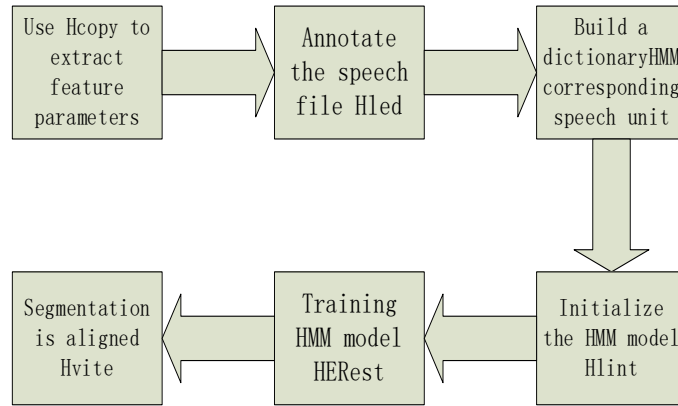 Use Hcopy to
extract
feature
parameters
Annotate
the speech
file Hled
Build a
dictionaryHMM
corresponding
speech unit
Initialize
the HMM model
Hlint
Training
HMM model
HERest
Segmentation
is aligned
Hvite